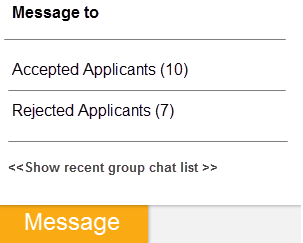 Message to
Accepted Applicants (10)
Rejected Applicants (7)
<<Show recent group chat list >>
Message